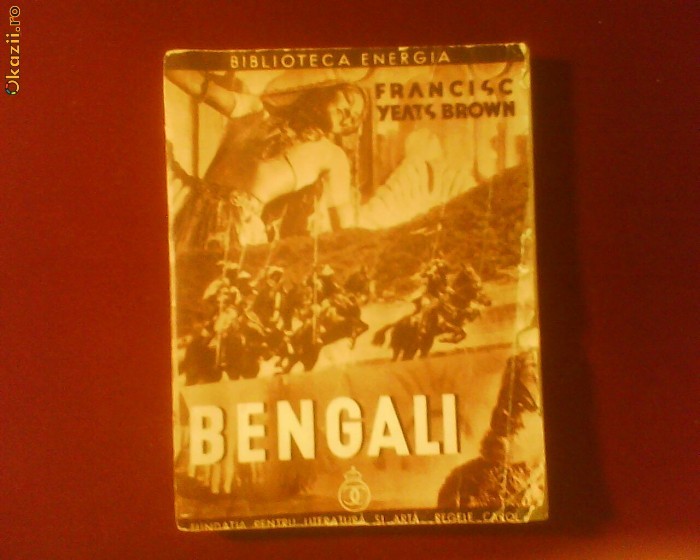 Okazii.ro
BIBLIOTECA ENERGIA
FRANCISC
YEATS BROWN
BENGALI
FUNDAȚIA PENTRU LITERATURĂ ȘI ARTĂ „REGELE CAROL